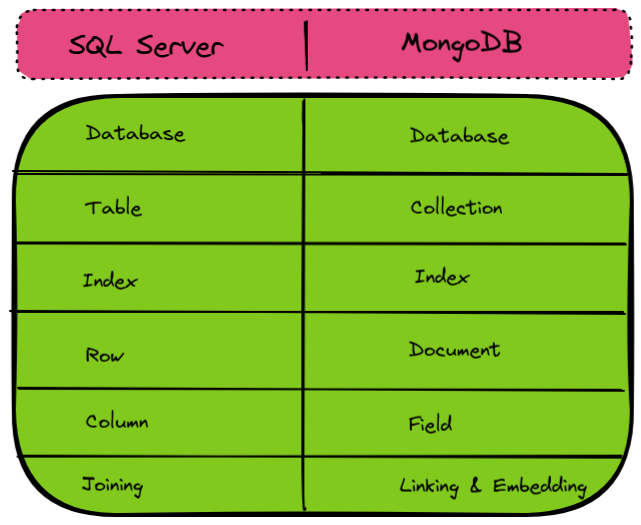 SQL Server | MongoDB
Database Database
Table Collection
Index Index
Row Document
Column Field
Joining Linking & Embedding